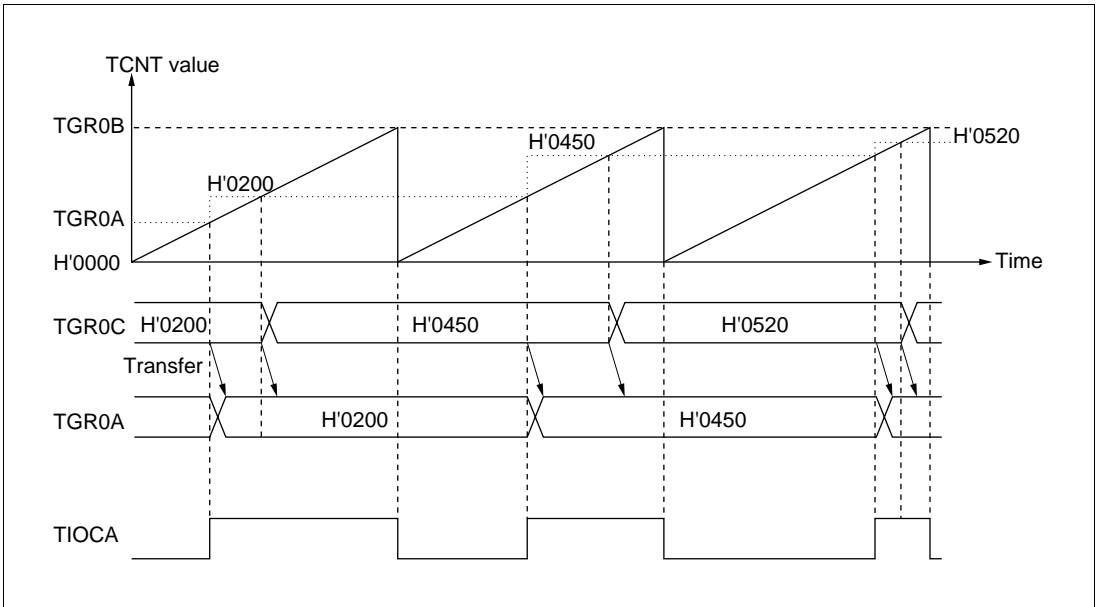 TCNT value
TGR0B
H'0450
H'0520
H'0200
TGR0A
H'0000
Time
TGR0C
H'0200
H'0450
H'0520
Transfer
TGR0A
H'0200
H'0450
TIOCA